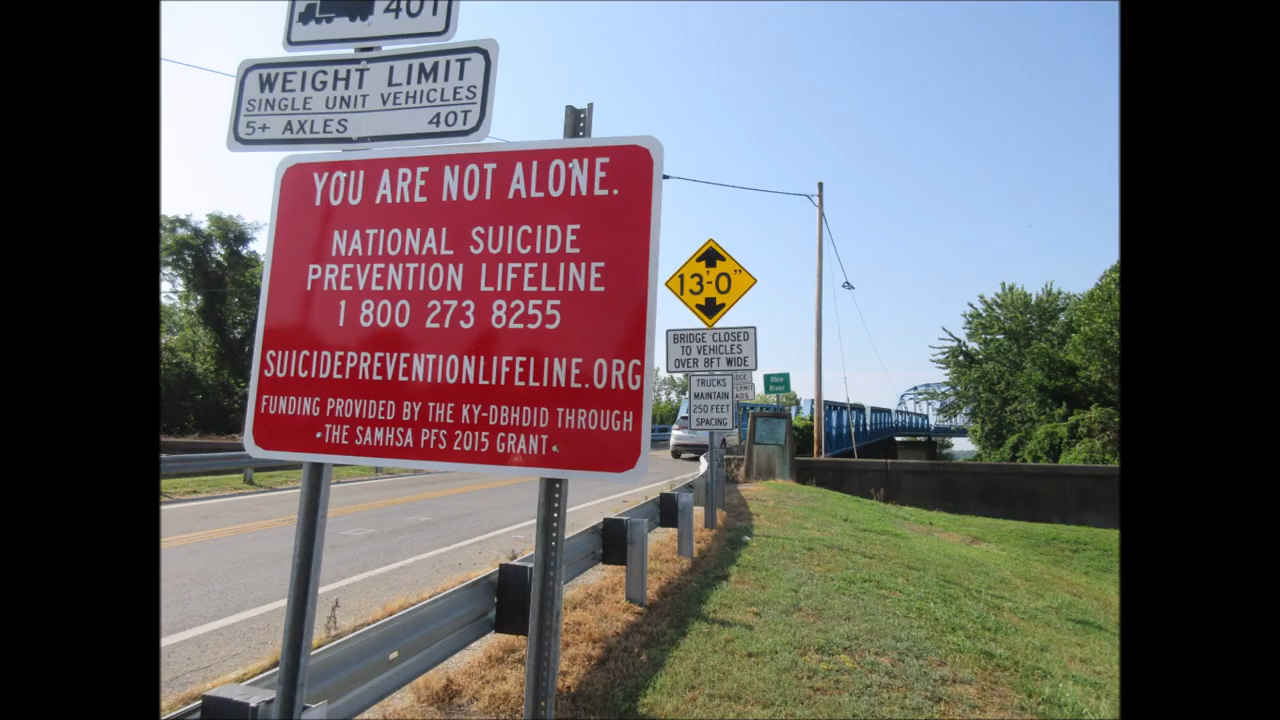 40T
WEIGHT LIMIT
SINGLE UNIT VEHICLES
5+ AXLES 40T
YOU ARE NOT ALONE.
NATIONAL SUICIDE
PREVENTION LIFELINE
1 800 273 8255
SUICIDEPREVENTIONLIFELINE.ORG
FUNDING PROVIDED BY THE KY-DBHDID THROUGH
THE SAMHSA PFS 2015 GRANT
13'-0"
BRIDGE CLOSED
TO VEHICLES
OVER 8FT WIDE
TRUCKS
MAINTAIN
250 FEET
SPACING
Ohio
River